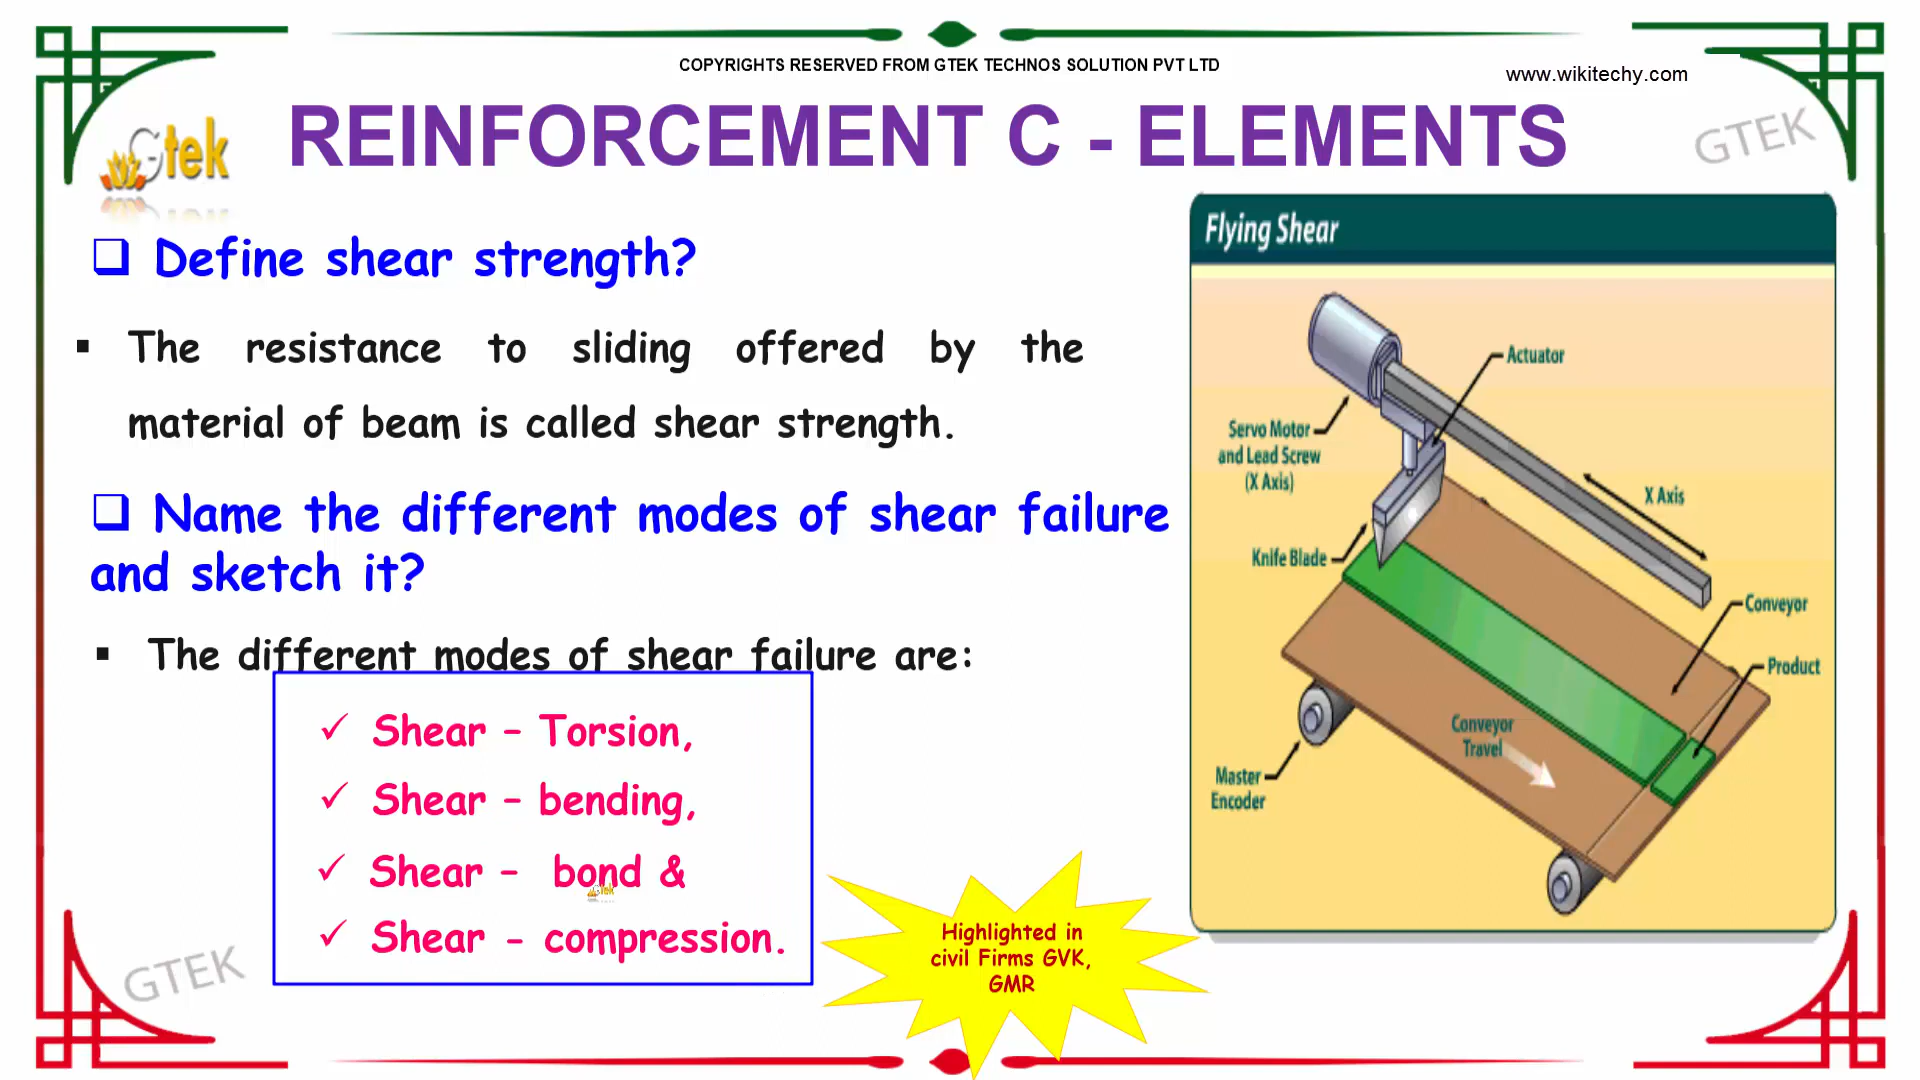 COPYRIGHTS RESERVED FROM GTEK TECHNOS SOLUTION PVT LTD
www.wikitechy.com
Gtek
REINFORCEMENT C - ELEMENTS
GTEK
❑ Define shear strength?
▪ The resistance to sliding offered by the
material of beam is called shear strength.
❑ Name the different modes of shear failure
and sketch it?
▪ The different modes of shear failure are:
✓ Shear – Torsion,
✓ Shear – bending,
✓ Shear – bond &
Gtek
✓ Shear - compression.
Highlighted in
civil Firms GVK,
GMR
GTEK
Flying Shear
Actuator
Servo Motor
and Lead Screw
(X Axis)
X Axis
Knife Blade
Conveyor
Product
Conveyor
Travel
Master
Encoder